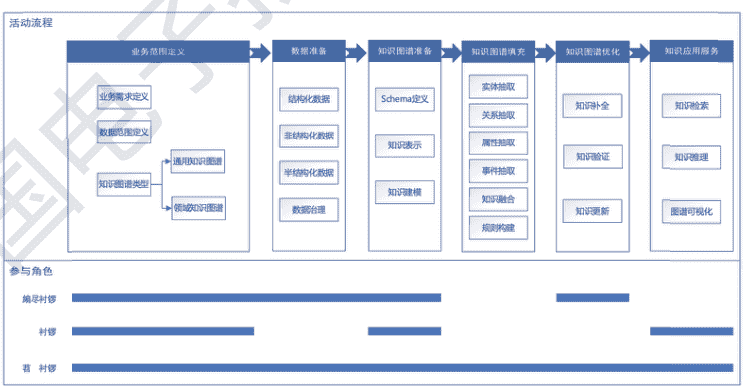 活动流程
业务范围定义
数据准备
知识图谱准备
知识图谱填充
知识图谱优化
知识应用服务
业务需求定义
数据范围定义
知识图谱类型
通用知识图谱
领域知识图谱
结构化数据
非结构化数据
半结构化数据
数据治理
Schema定义
知识表示
知识建模
实体抽取
关系抽取
属性抽取
事件抽取
知识融合
规则构建
知识补全
知识验证
知识更新
知识检索
知识推理
图谱可视化
参与角色
国电子